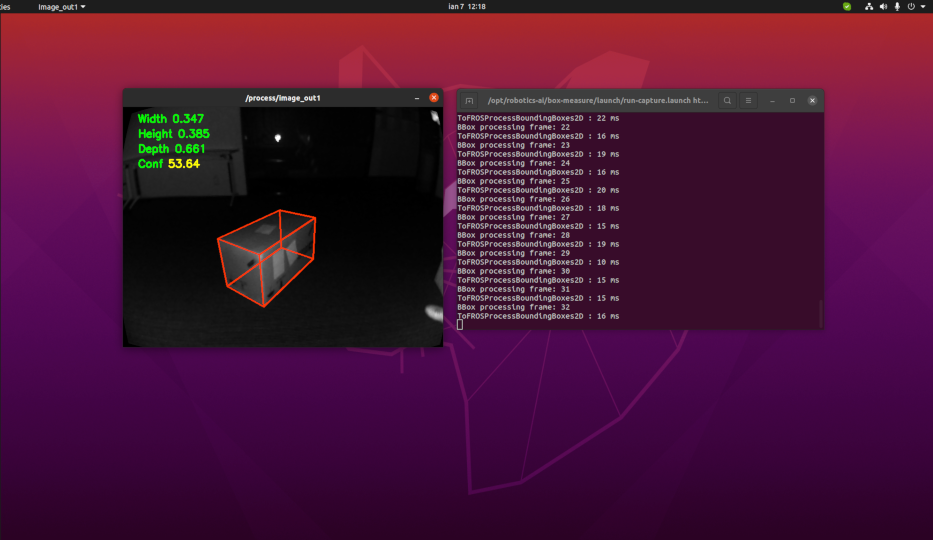 image_out1
ian 7 12:18
/process/image_out1
Width 0.347
Height 0.385
Depth 0.661
Conf 53.64
/opt/robotics-ai/box-measure/launch/run-capture.launch ht...
ToFROSProcessBoundingBoxes2D : 22 ms
BBox processing frame: 22
ToFROSProcessBoundingBoxes2D : 16 ms
BBox processing frame: 23
ToFROSProcessBoundingBoxes2D : 19 ms
BBox processing frame: 24
ToFROSProcessBoundingBoxes2D : 16 ms
BBox processing frame: 25
ToFROSProcessBoundingBoxes2D : 20 ms
BBox processing frame: 26
ToFROSProcessBoundingBoxes2D : 18 ms
BBox processing frame: 27
ToFROSProcessBoundingBoxes2D : 15 ms
BBox processing frame: 28
ToFROSProcessBoundingBoxes2D : 19 ms
BBox processing frame: 29
ToFROSProcessBoundingBoxes2D : 10 ms
BBox processing frame: 30
ToFROSProcessBoundingBoxes2D : 15 ms
BBox processing frame: 31
ToFROSProcessBoundingBoxes2D : 15 ms
BBox processing frame: 32
ToFROSProcessBoundingBoxes2D : 16 ms